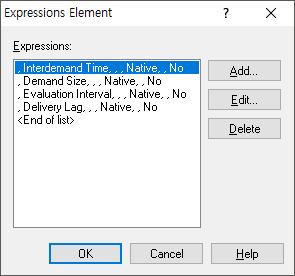 Expressions Element
?
Expressions:
, Interdemand Time, , , Native, , No
, Demand Size, , , Native, , No
, Evaluation Interval, , , Native, , No
, Delivery Lag, , , Native, , No
<End of list>
Add...
Edit...
Delete
OK
Cancel
Help